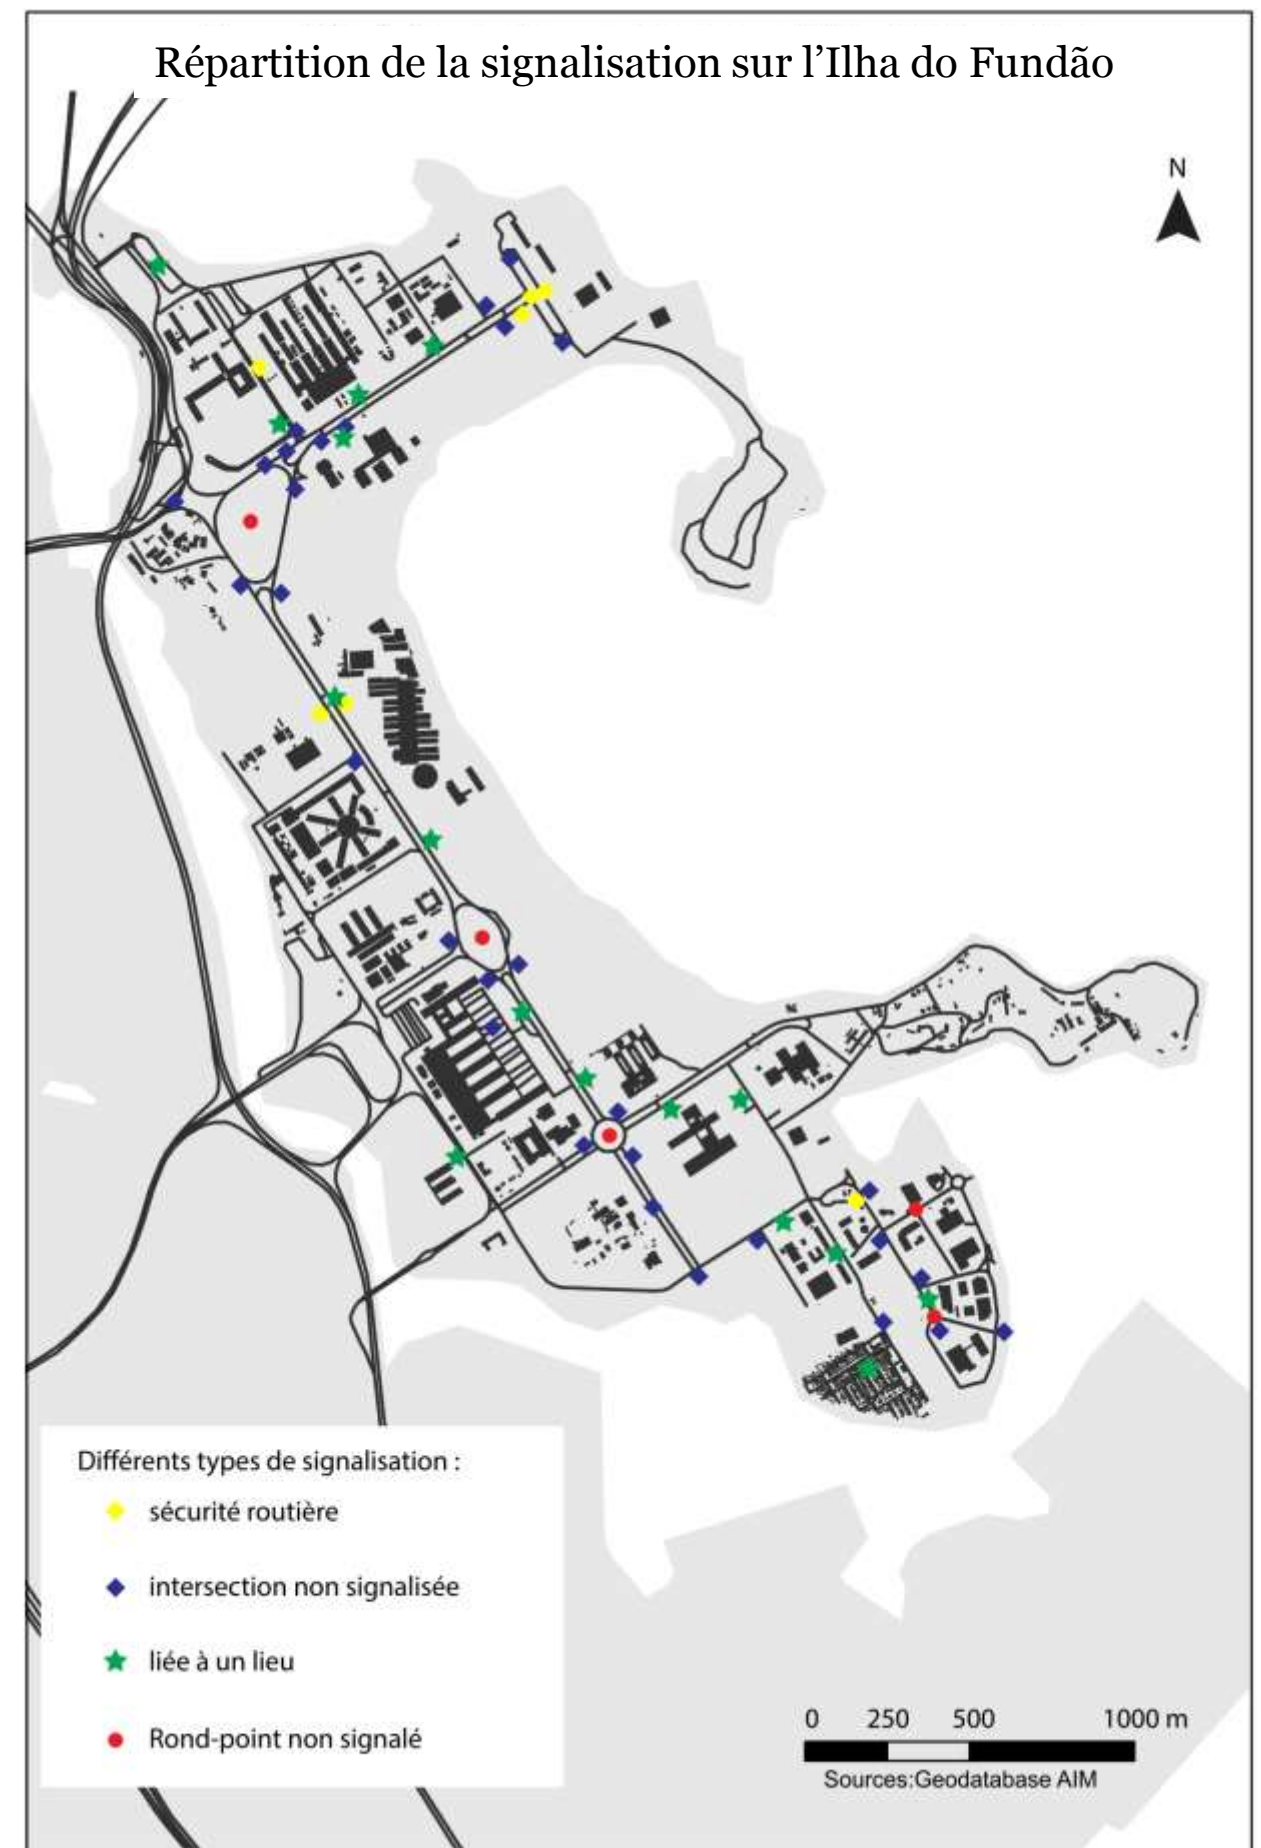 Répartition de la signalisation sur l’Ilha do Fundão
N
Différents types de signalisation :
sécurité routière
intersection non signalisée
liée à un lieu
Rond-point non signalé
0 250 500 1000 m
Sources:Geodatabase AIM